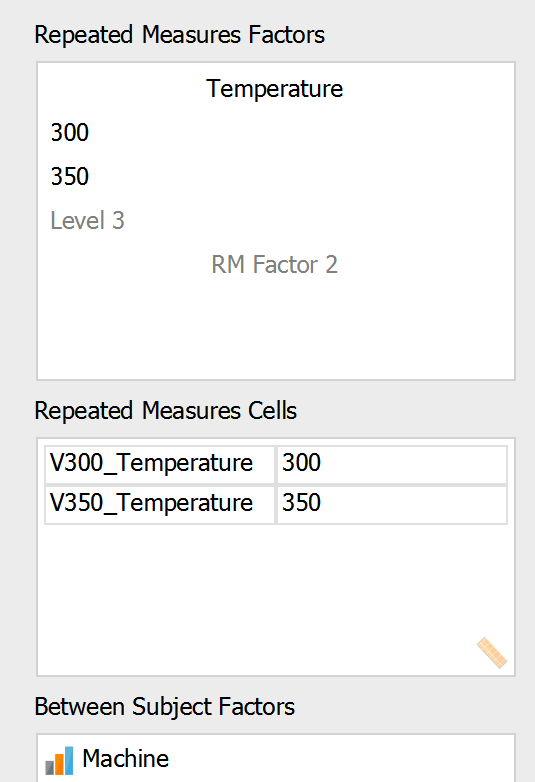 Repeated Measures Factors
Temperature
300
350
Level 3
RM Factor 2
Repeated Measures Cells
V300_Temperature 300
V350_Temperature 350
Between Subject Factors
Machine